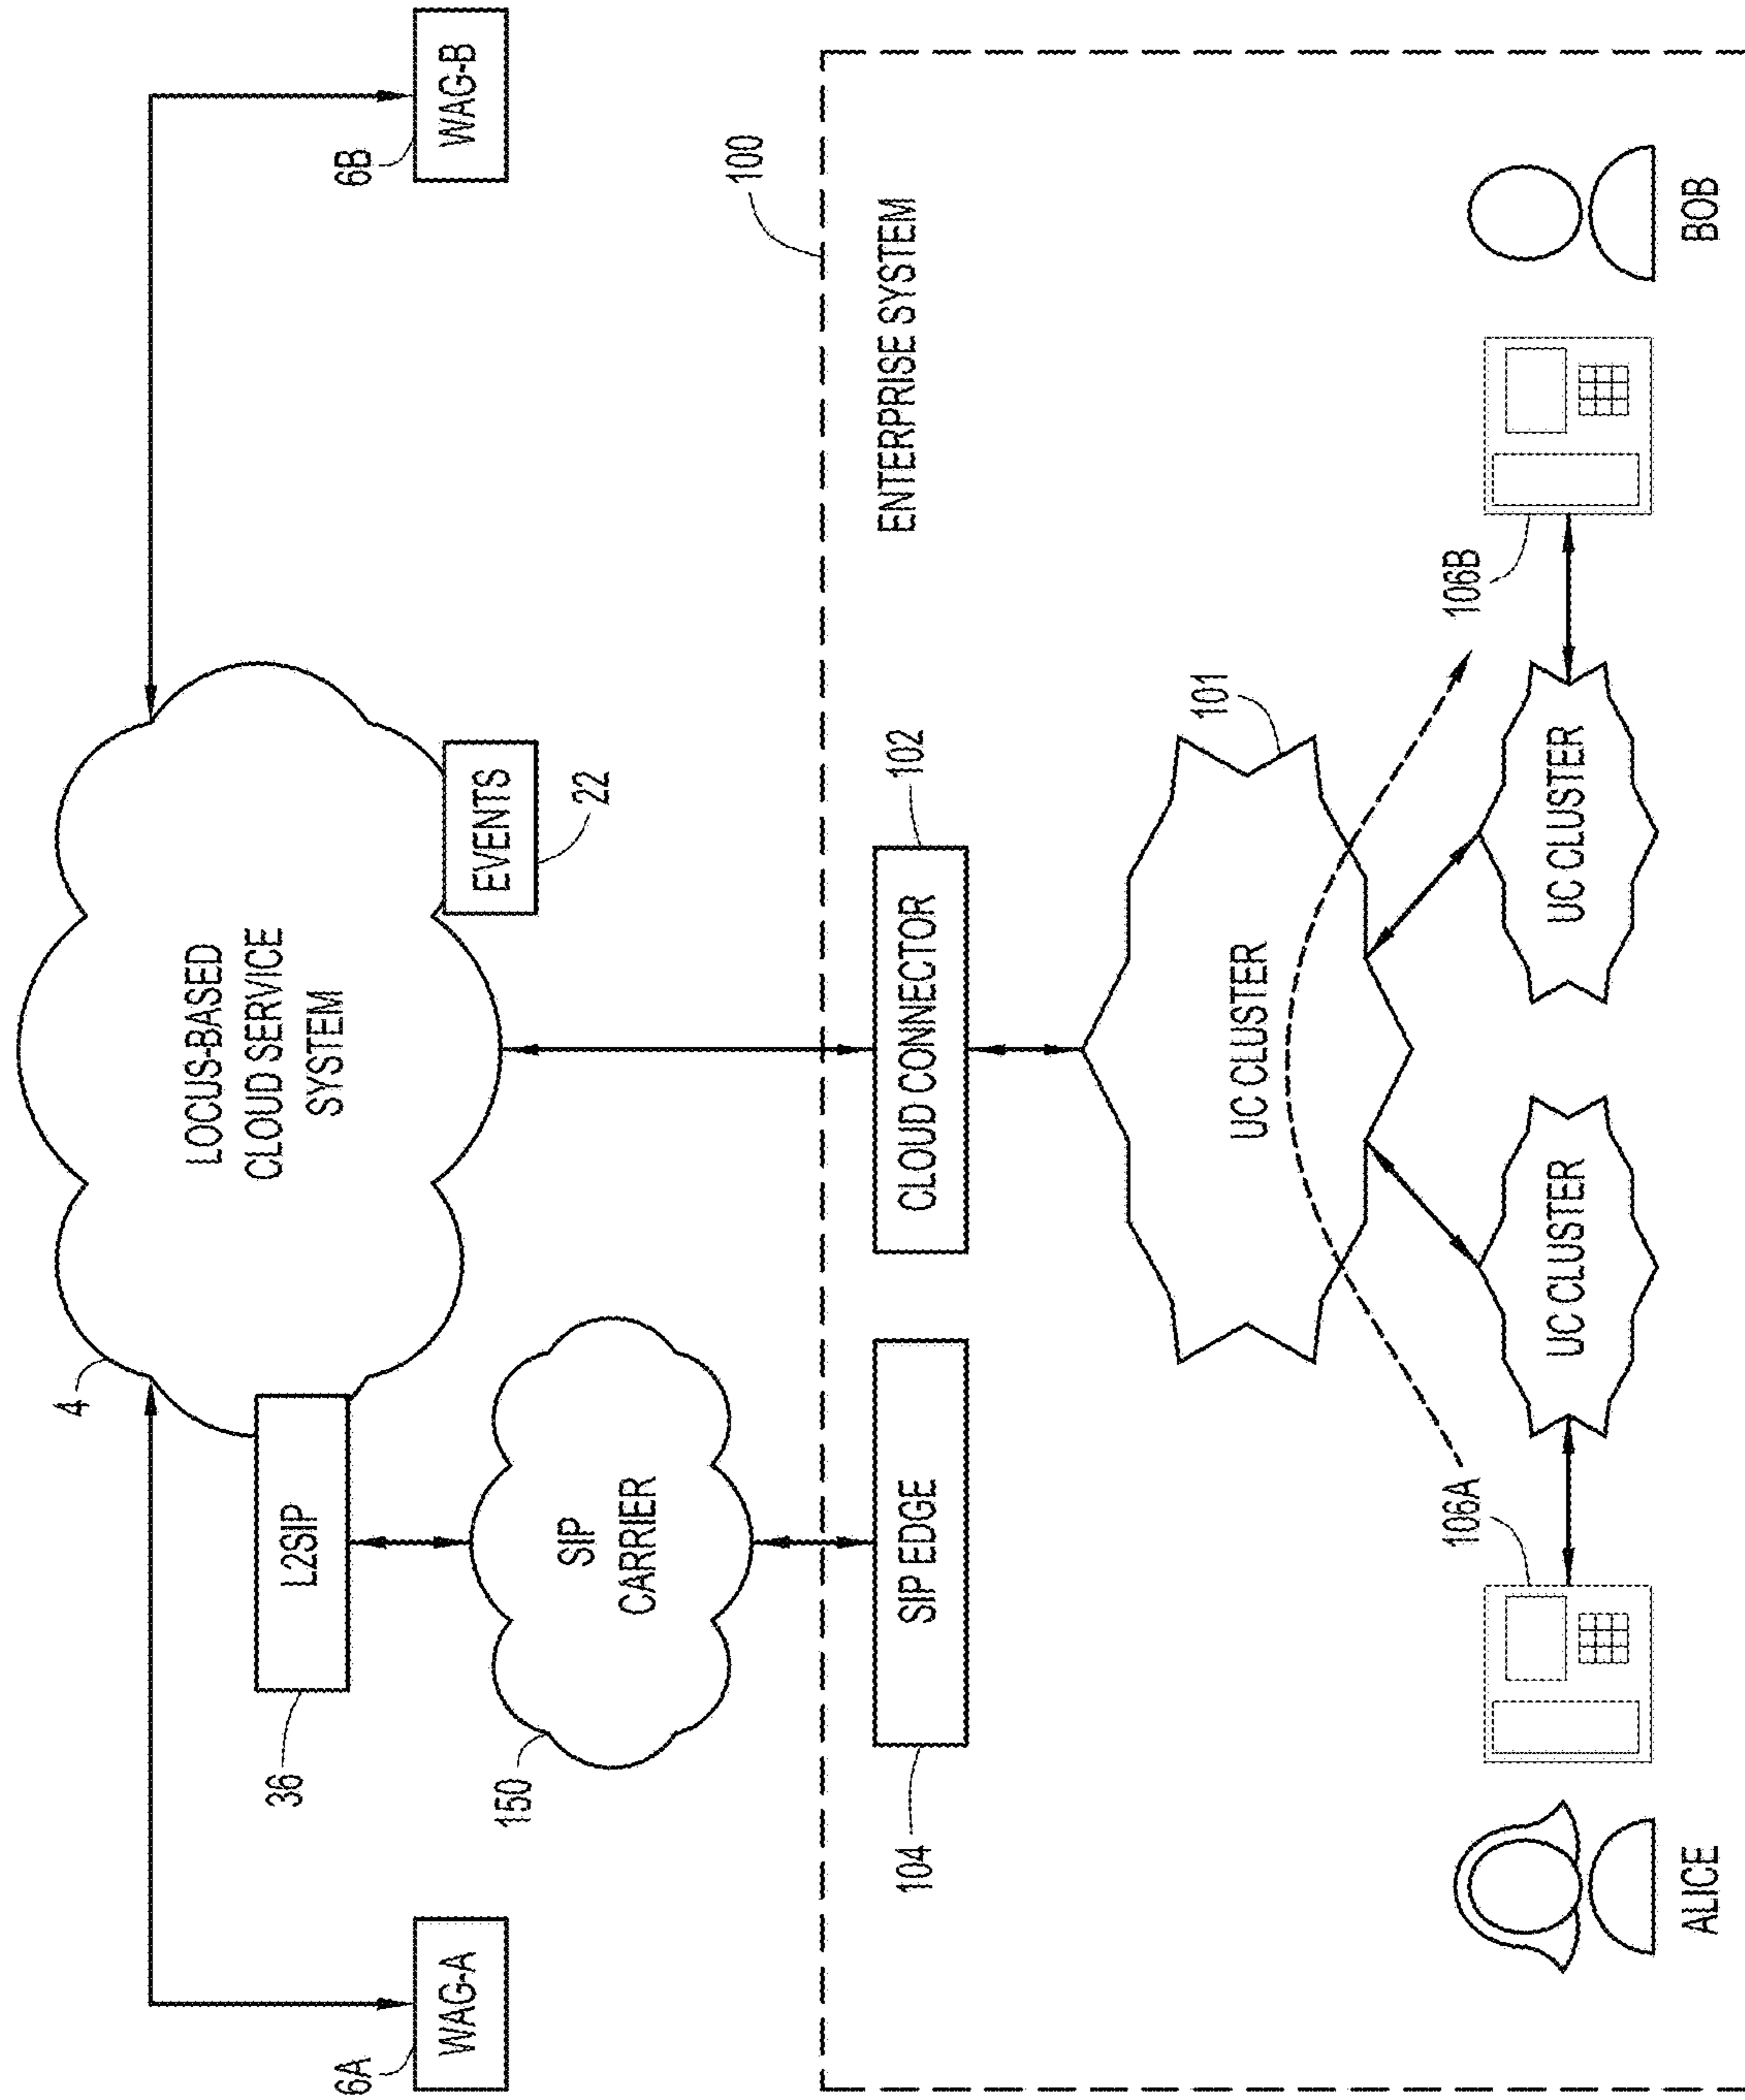 6A
WAG-A
6B
WAG-B
4
LOCUS-BASED
CLOUD SERVICE
SYSTEM
36
L2SIP
EVENTS
22
150
SIP
CARRIER
100
ENTERPRISE SYSTEM
104
SIP EDGE
CLOUD CONNECTOR
102
UC CLUSTER
101
106A
106B
UC CLUSTER
UC CLUSTER
ALICE
BOB